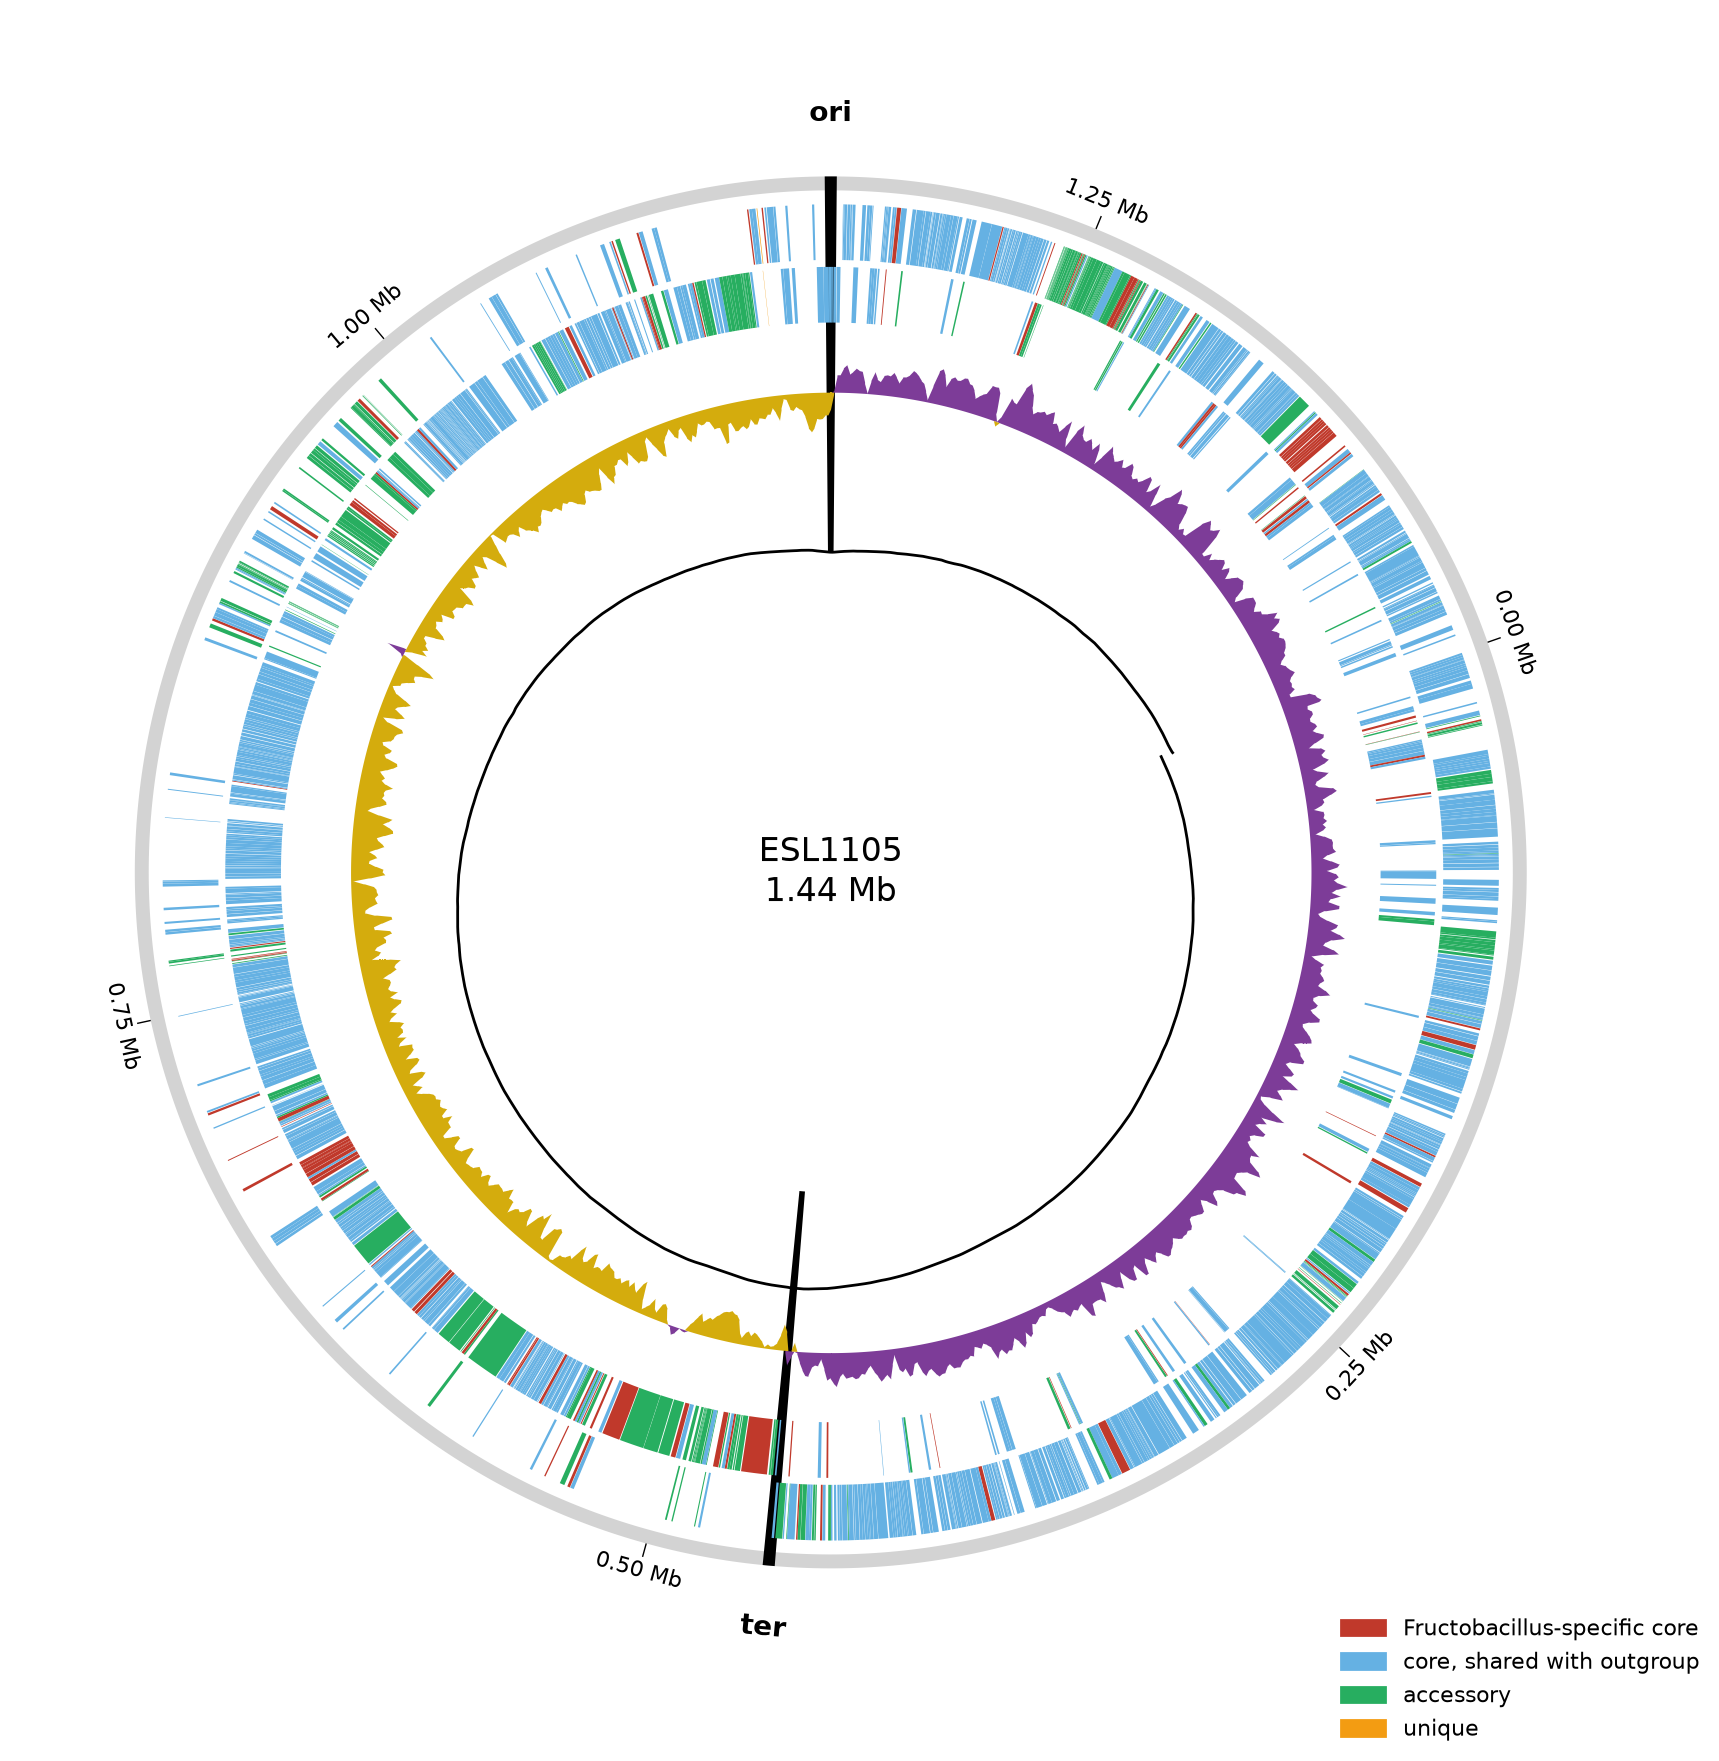 ori
1.25 Mb
1.00 Mb
0.00 Mb
ESL1105
1.44 Mb
0.75 Mb
0.25 Mb
0.50 Mb
ter
Fructobacillus-specific core
core, shared with outgroup
accessory
unique